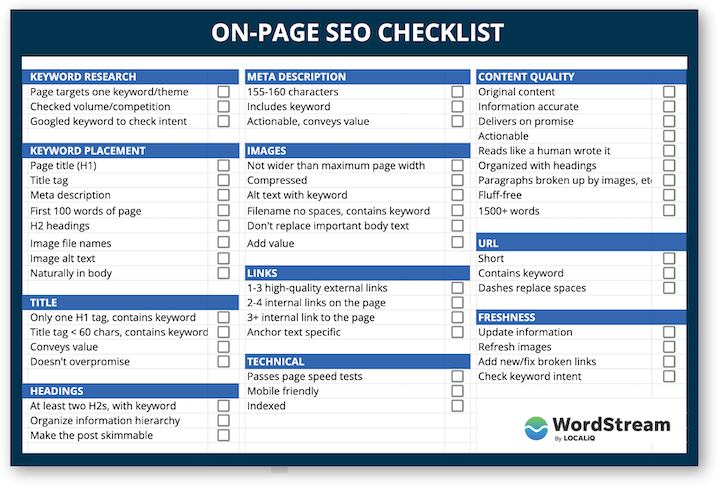 ON-PAGE SEO CHECKLIST
KEYWORD RESEARCH
Page targets one keyword/theme
Checked volume/competition
Googled keyword to check intent
KEYWORD PLACEMENT
Page title (H1)
Title tag
Meta description
First 100 words of page
H2 headings
Image file names
Image alt text
Naturally in body
TITLE
Only one H1 tag, contains keyword
Title tag < 60 chars, contains keyword
Conveys value
Doesn't overpromise
HEADINGS
At least two H2s, with keyword
Organize information hierarchy
Make the post skimmable
META DESCRIPTION
155-160 characters
Includes keyword
Actionable, conveys value
IMAGES
Not wider than maximum page width
Compressed
Alt text with keyword
Filename no spaces, contains keyword
Don't replace important body text
Add value
LINKS
1-3 high-quality external links
2-4 internal links on the page
3+ internal link to the page
Anchor text specific
TECHNICAL
Passes page speed tests
Mobile friendly
Indexed
CONTENT QUALITY
Original content
Information accurate
Delivers on promise
Actionable
Reads like a human wrote it
Organized with headings
Paragraphs broken up by images, etc
Fluff-free
1500+ words
URL
Short
Contains keyword
Dashes replace spaces
FRESHNESS
Update information
Refresh images
Add new/fix broken links
Check keyword intent
WordStream
By LOCALiQ